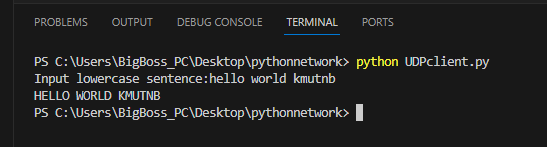 PROBLEMS OUTPUT DEBUG CONSOLE TERMINAL PORTS
PS C:\Users\BigBoss_PC\Desktop\pythonnetwork> python UDPclient.py
Input lowercase sentence:hello world kmutnb
HELLO WORLD KMUTNB
PS C:\Users\BigBoss_PC\Desktop\pythonnetwork>